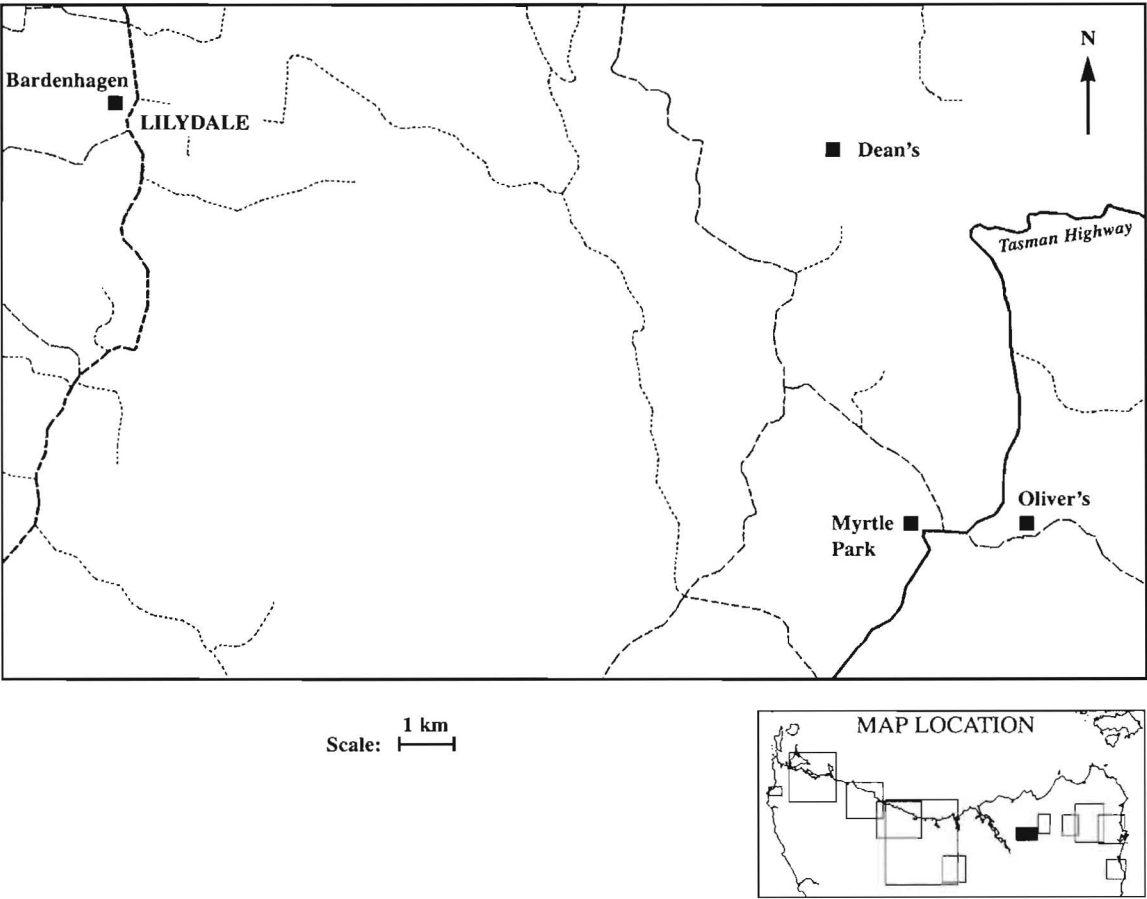 N
Bardenhagen
LILYDALE
Dean's
Tasman Highway
Oliver's
Myrtle
Park
1 km
Scale:
MAP LOCATION